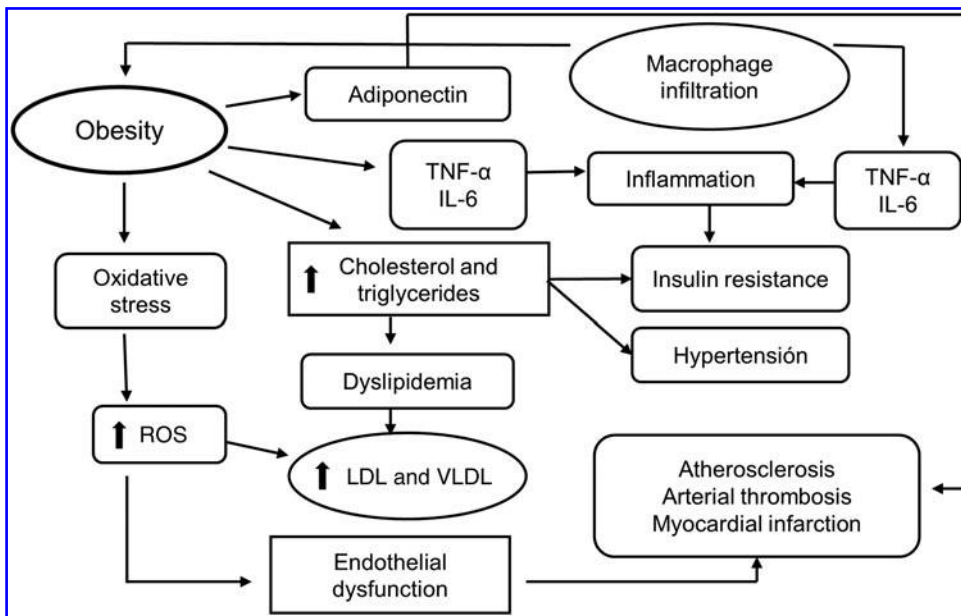 Macrophage
infiltration
Adiponectin
Obesity
TNF-α
IL-6
Inflammation
TNF-α
IL-6
Oxidative
stress
Cholesterol and
triglycerides
Insulin resistance
Hypertensión
Dyslipidemia
ROS
LDL and VLDL
Atherosclerosis
Arterial thrombosis
Myocardial infarction
Endothelial
dysfunction